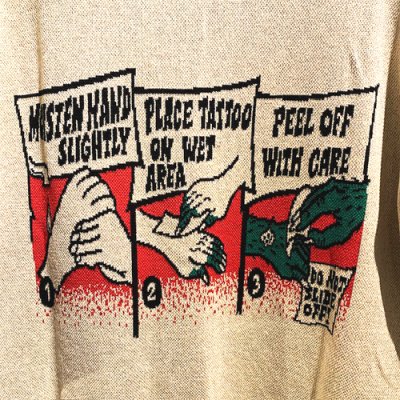 MOISTEN HAND
SLIGHTLY
PLACE TATTOO
ON WET
AREA
PEEL OFF
WITH CARE
DO NOT
SLIDE
OFF!
1
2
3